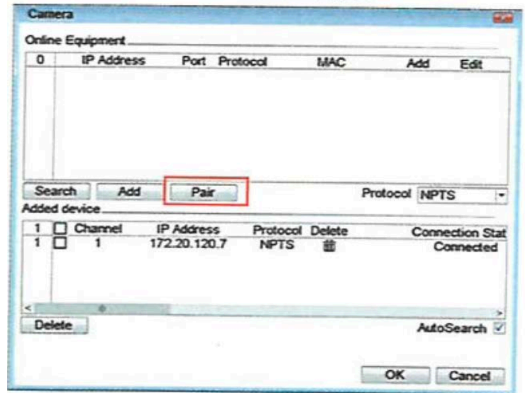 Camera
Online Equipment
0 IP Address Port Protocol MAC Add Edit
Search Add Pair Protocol NPTS
Added device
1 Channel IP Address Protocol Delete Connection Stat
1 1 172.20.120.7 NPTS Connected
Delete AutoSearch
OK Cancel